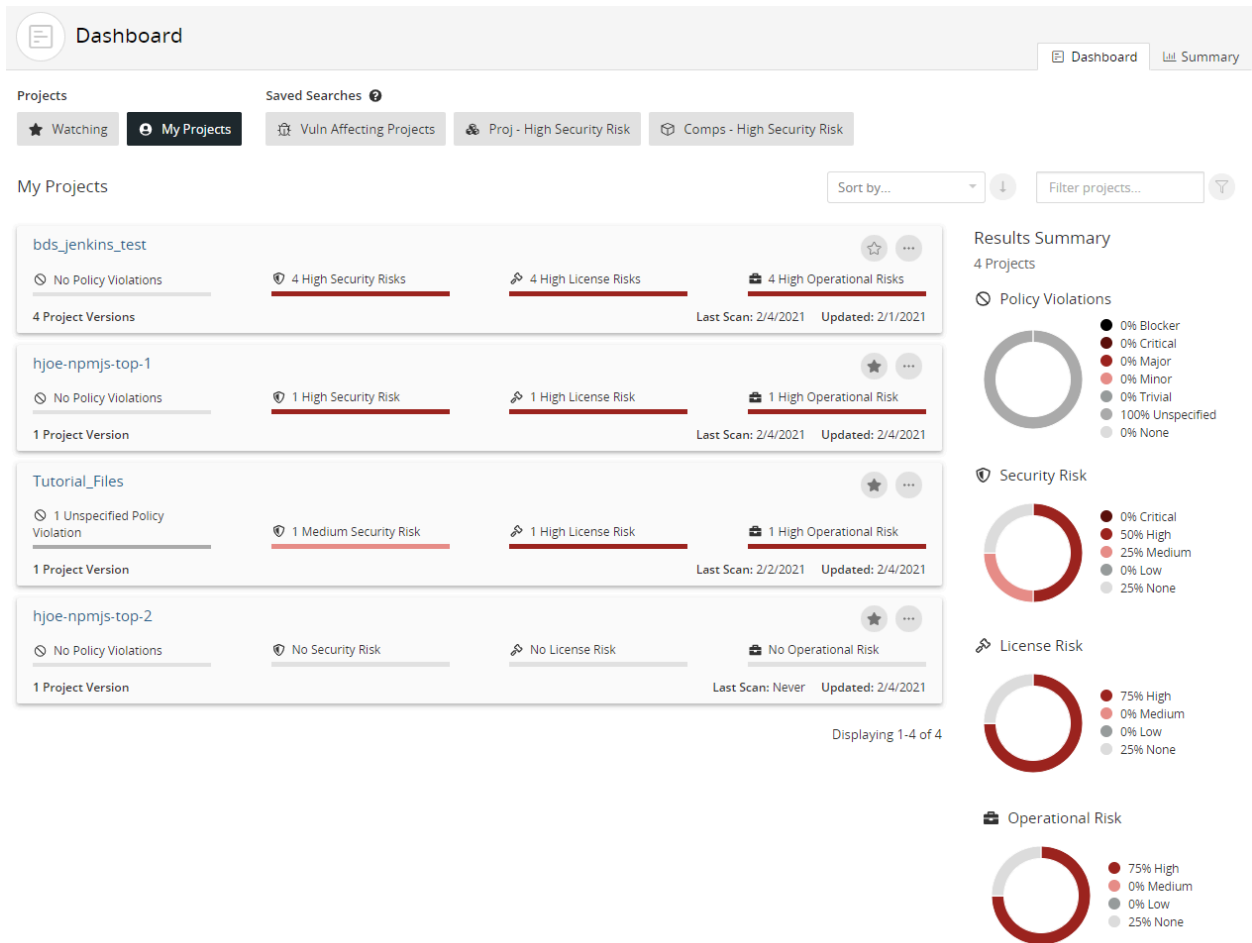 Dashboard
Dashboard Summary
Projects Saved Searches ?
Watching My Projects Vuln Affecting Projects Proj - High Security Risk Comps - High Security Risk
My Projects Sort by... Filter projects...
bds_jenkins_test
No Policy Violations 4 High Security Risks 4 High License Risks 4 High Operational Risks
4 Project Versions Last Scan: 2/4/2021 Updated: 2/1/2021
hjoe-npmjs-top-1
No Policy Violations 1 High Security Risk 1 High License Risk 1 High Operational Risk
1 Project Version Last Scan: 2/4/2021 Updated: 2/4/2021
Tutorial_Files
1 Unspecified Policy
Violation 1 Medium Security Risk 1 High License Risk 1 High Operational Risk
1 Project Version Last Scan: 2/2/2021 Updated: 2/4/2021
hjoe-npmjs-top-2
No Policy Violations No Security Risk No License Risk No Operational Risk
1 Project Version Last Scan: Never Updated: 2/4/2021
Displaying 1-4 of 4
Results Summary
4 Projects
Policy Violations
0% Blocker
0% Critical
0% Major
0% Minor
0% Trivial
100% Unspecified
0% None
Security Risk
0% Critical
50% High
25% Medium
0% Low
25% None
License Risk
75% High
0% Medium
0% Low
25% None
Operational Risk
75% High
0% Medium
0% Low
25% None